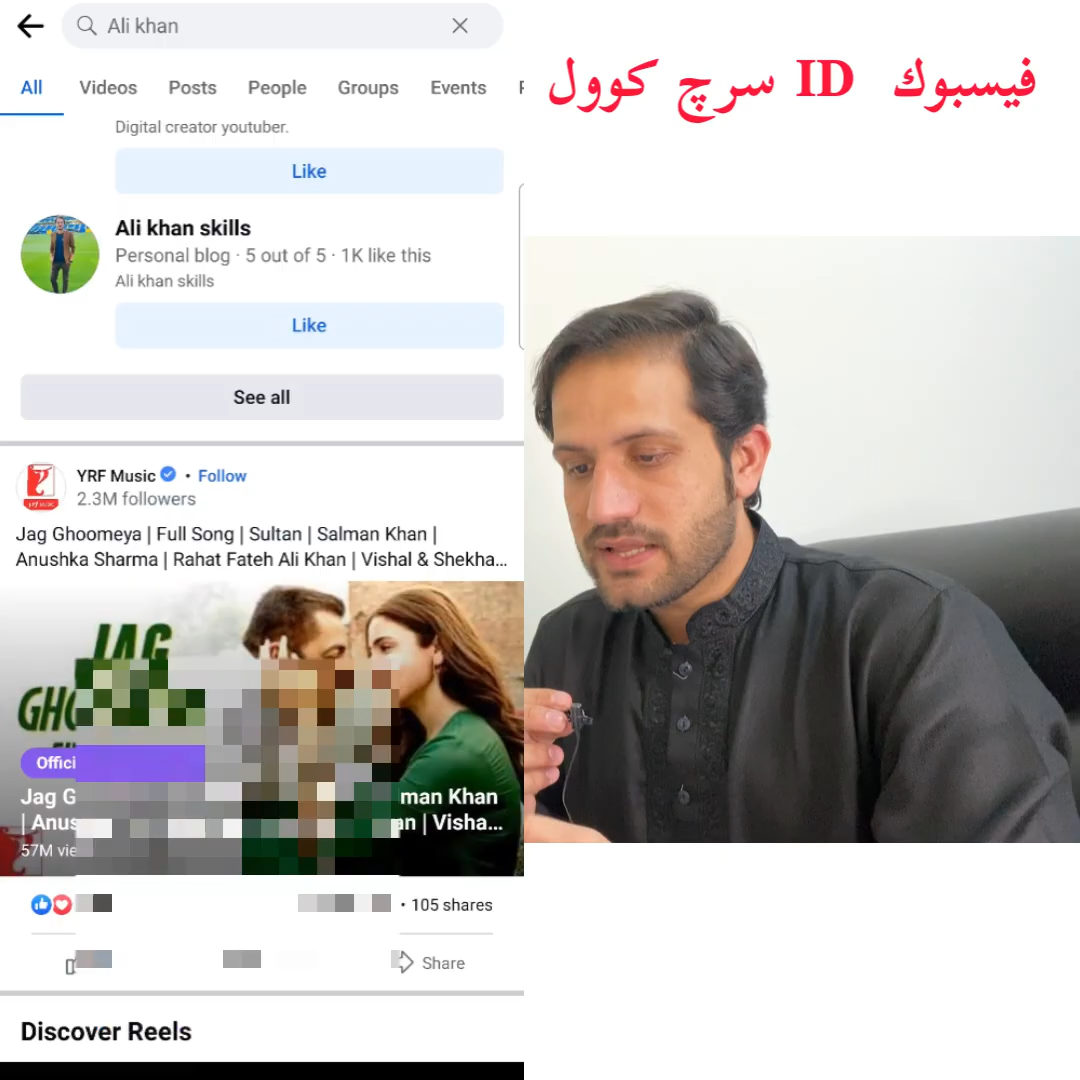 Ali khan
All Videos Posts People Groups Events
Digital creator youtuber.
Like
Ali khan skills
Personal blog · 5 out of 5 · 1K like this
Ali khan skills
Like
See all
YRF Music • Follow
2.3M followers
Jag Ghoomeya | Full Song | Sultan | Salman Khan |
Anushka Sharma | Rahat Fateh Ali Khan | Vishal & Shekha...
JAG
Jag man Khan
| Visha...
57M
• 105 shares
Share
Discover Reels
فيسبوك ID سرچ كوول